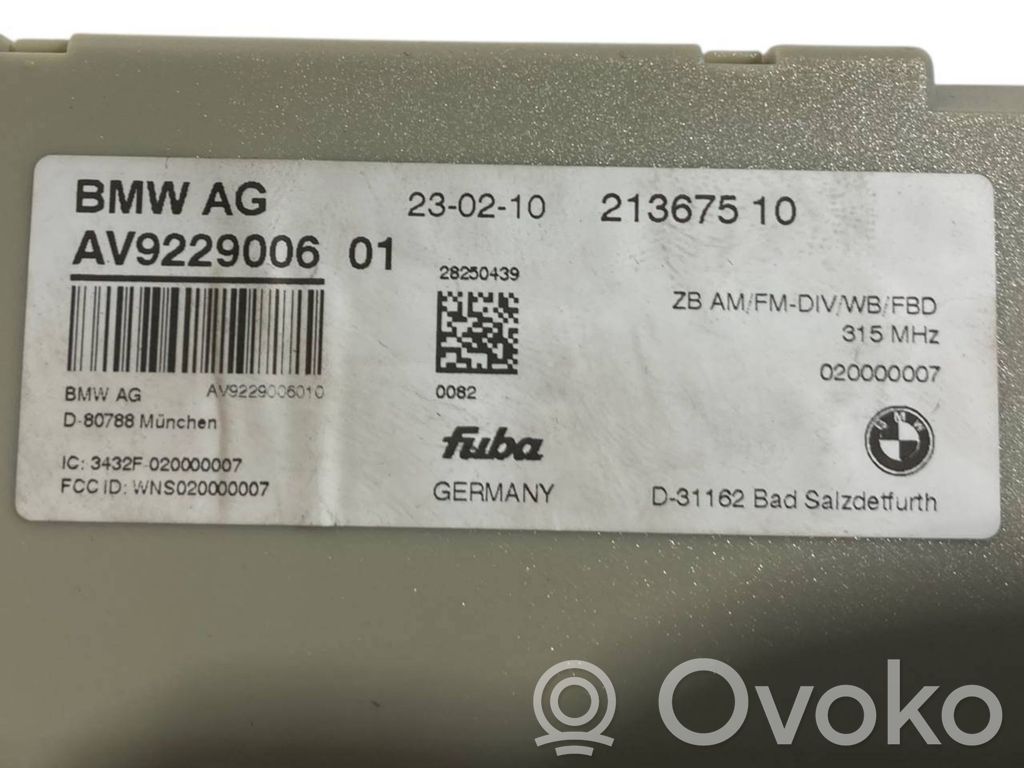 BMW AG 23-02-10 213675 10
AV9229006 01
28250439
ZB AM/FM-DIV/WB/FBD
315 MHz
020000007
BMW AG AV9229006010
0082
D-80788 München
fuba
BMW
IC: 3432F-020000007
FCC ID: WNS020000007
GERMANY
D-31162 Bad Salzdetfurth
Ovoko